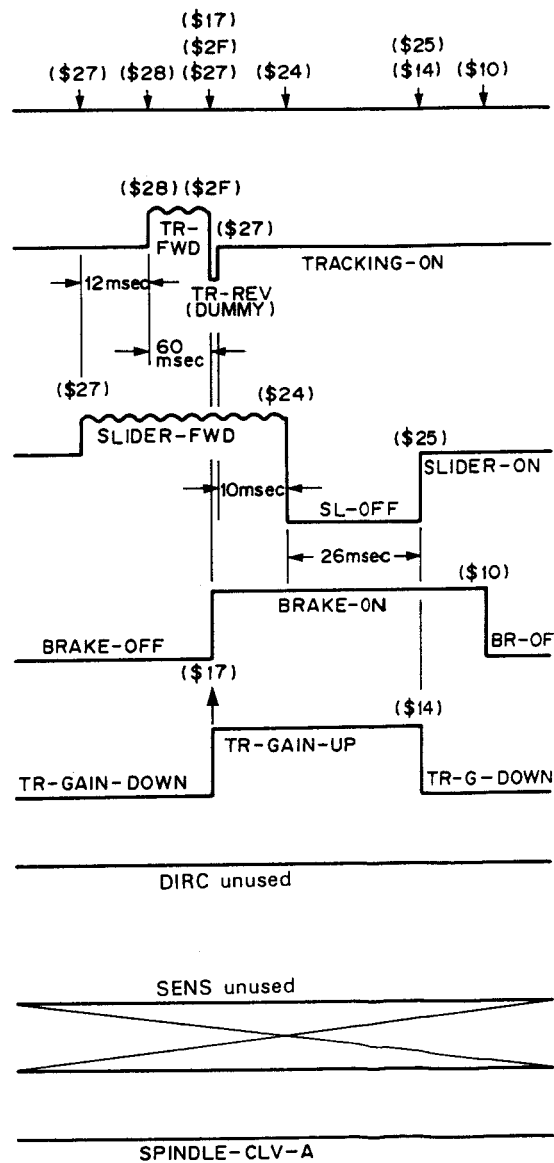 ($17)
($2F) ($25)
($27) ($28) ($27) ($24) ($14) ($10)
($28) ($2F)
TR-
FWD
($27)
TRACKING-ON
12msec
TR-REV
(DUMMY)
60
msec
($27) ($24)
SLIDER-FWD
($25)
SLIDER-ON
10msec
SL-OFF
26msec
($10)
BRAKE-ON
BRAKE-OFF
BR-OF
($17) ($14)
TR-GAIN-UP
TR-GAIN-DOWN
TR-G-DOWN
DIRC unused
SENS unused
SPINDLE-CLV-A